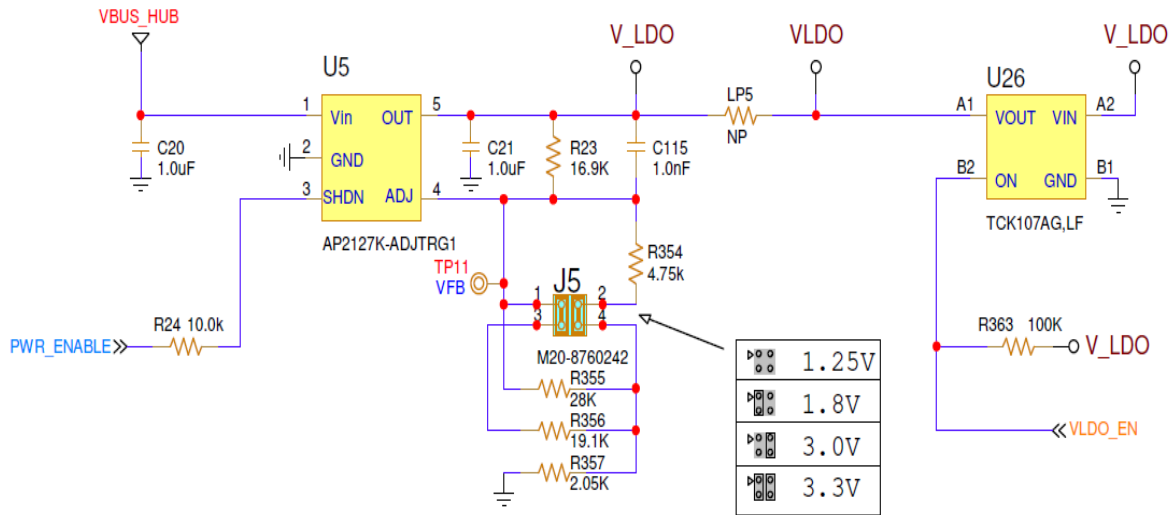 VBUS_HUB
V_LDO
VLDO
V_LDO
U5
U26
LP5
NP
1
Vin
OUT
5
A1
VOUT
VIN
A2
C20
1.0uF
2
GND
C21
1.0uF
R23
16.9K
C115
1.0nF
B2
ON
GND
B1
3
SHDN
ADJ
4
TCK107AG,LF
AP2127K-ADJTRG1
R354
4.75k
TP11
VFB
J5
1
2
3
4
R24 10.0k
PWR_ENABLE
M20-8760242
R363 100K
V_LDO
1.25V
1.8V
3.0V
3.3V
R355
28K
R356
19.1K
R357
2.05K
VLDO_EN